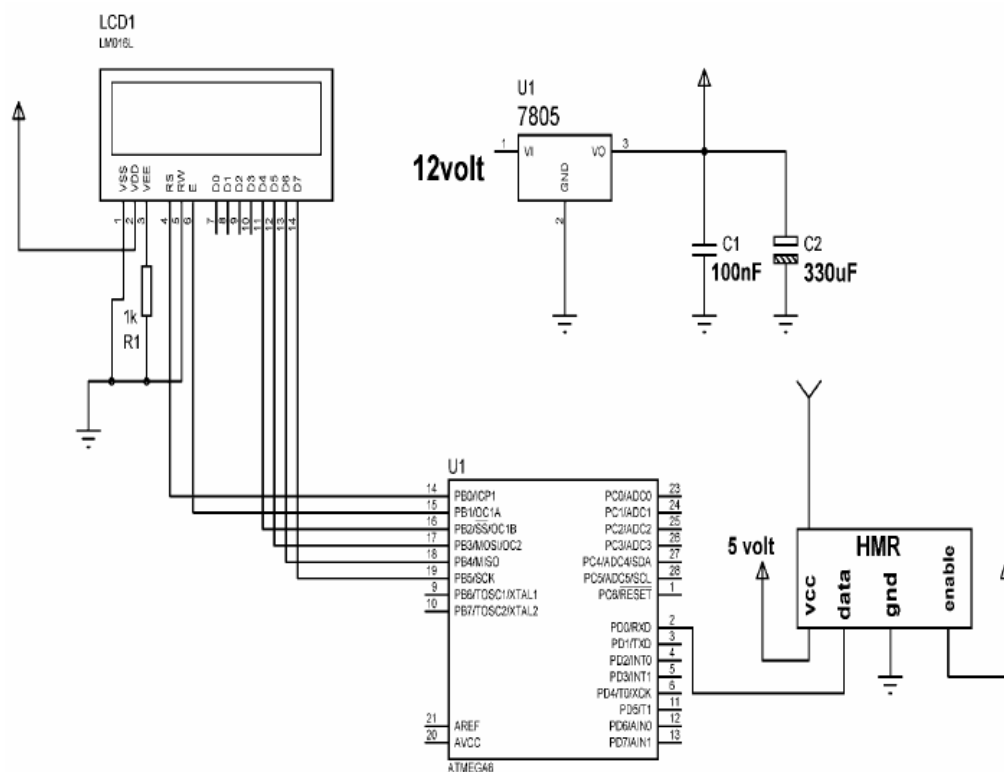 LCD1
LM016L
VSS
VDD
VEE
RS
RW
E
D0
D1
D2
D3
D4
D5
D6
D7
1
2
3
4
5
6
7
8
9
10
11
12
13
14
1k
R1
U1
7805
12volt
1
VI
VO
3
GND
2
C1
100nF
C2
330uF
U1
14 PB0/ICP1 PC0/ADC0 23
15 PB1/OC1A PC1/ADC1 24
16 PB2/SS/OC1B PC2/ADC2 25
17 PB3/MOSI/OC2 PC3/ADC3 26
18 PB4/MISO PC4/ADC4/SDA 27
19 PB5/SCK PC5/ADC5/SCL 28
9 PB6/TOSC1/XTAL1 PC6/RESET 1
10 PB7/TOSC2/XTAL2
PD0/RXD 2
PD1/TXD 3
PD2/INT0 4
PD3/INT1 5
PD4/T0/XCK 6
PD5/T1 11
21 AREF PD6/AIN0 12
20 AVCC PD7/AIN1 13
ATMEGA6
5 volt
HMR
vcc
data
gnd
enable